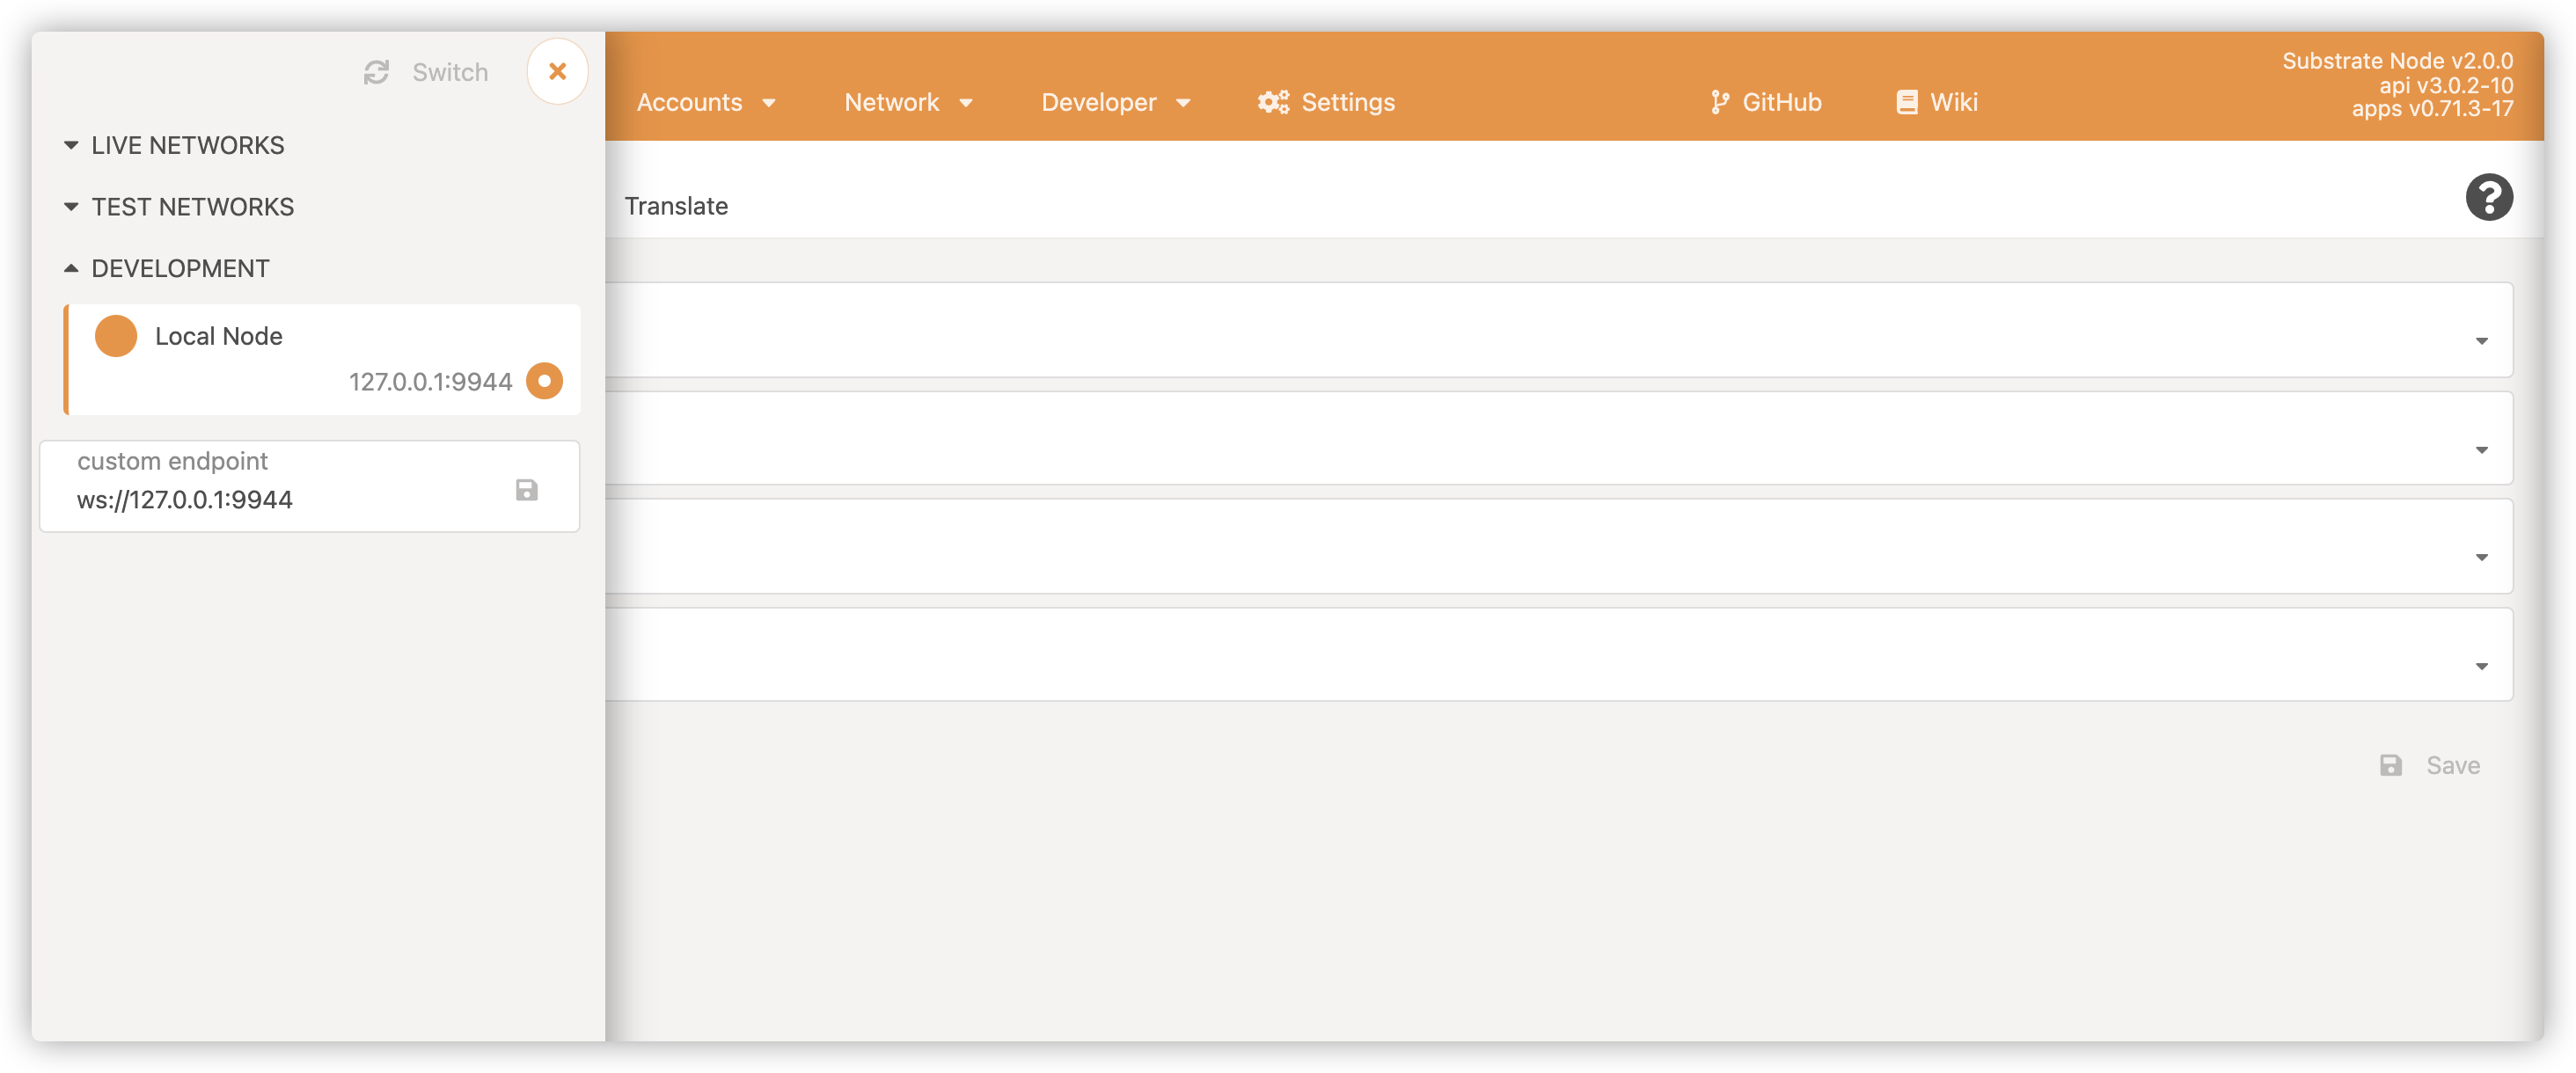 Switch
LIVE NETWORKS
TEST NETWORKS
DEVELOPMENT
Local Node
127.0.0.1:9944
custom endpoint
ws://127.0.0.1:9944
Accounts
Network
Developer
Settings
GitHub
Wiki
Substrate Node v2.0.0
api v3.0.2-10
apps v0.71.3-17
Translate
Save